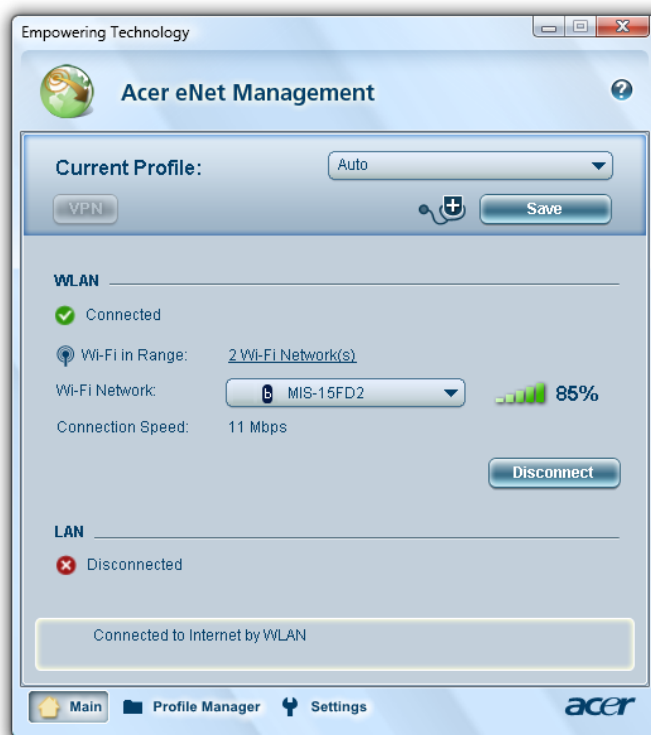 Empowering Technology
Acer eNet Management
Current Profile:
Auto
VPN
Save
WLAN
Connected
Wi-Fi in Range:
2 Wi-Fi Network(s)
Wi-Fi Network:
b MIS-15FD2
85%
Connection Speed:
11 Mbps
Disconnect
LAN
Disconnected
Connected to Internet by WLAN
Main
Profile Manager
Settings
acer